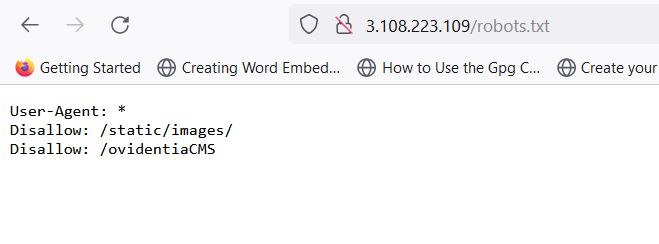 3.108.223.109/robots.txt
Getting Started Creating Word Embed... How to Use the Gpg C... Create your
User-Agent: *
Disallow: /static/images/
Disallow: /ovidentiaCMS